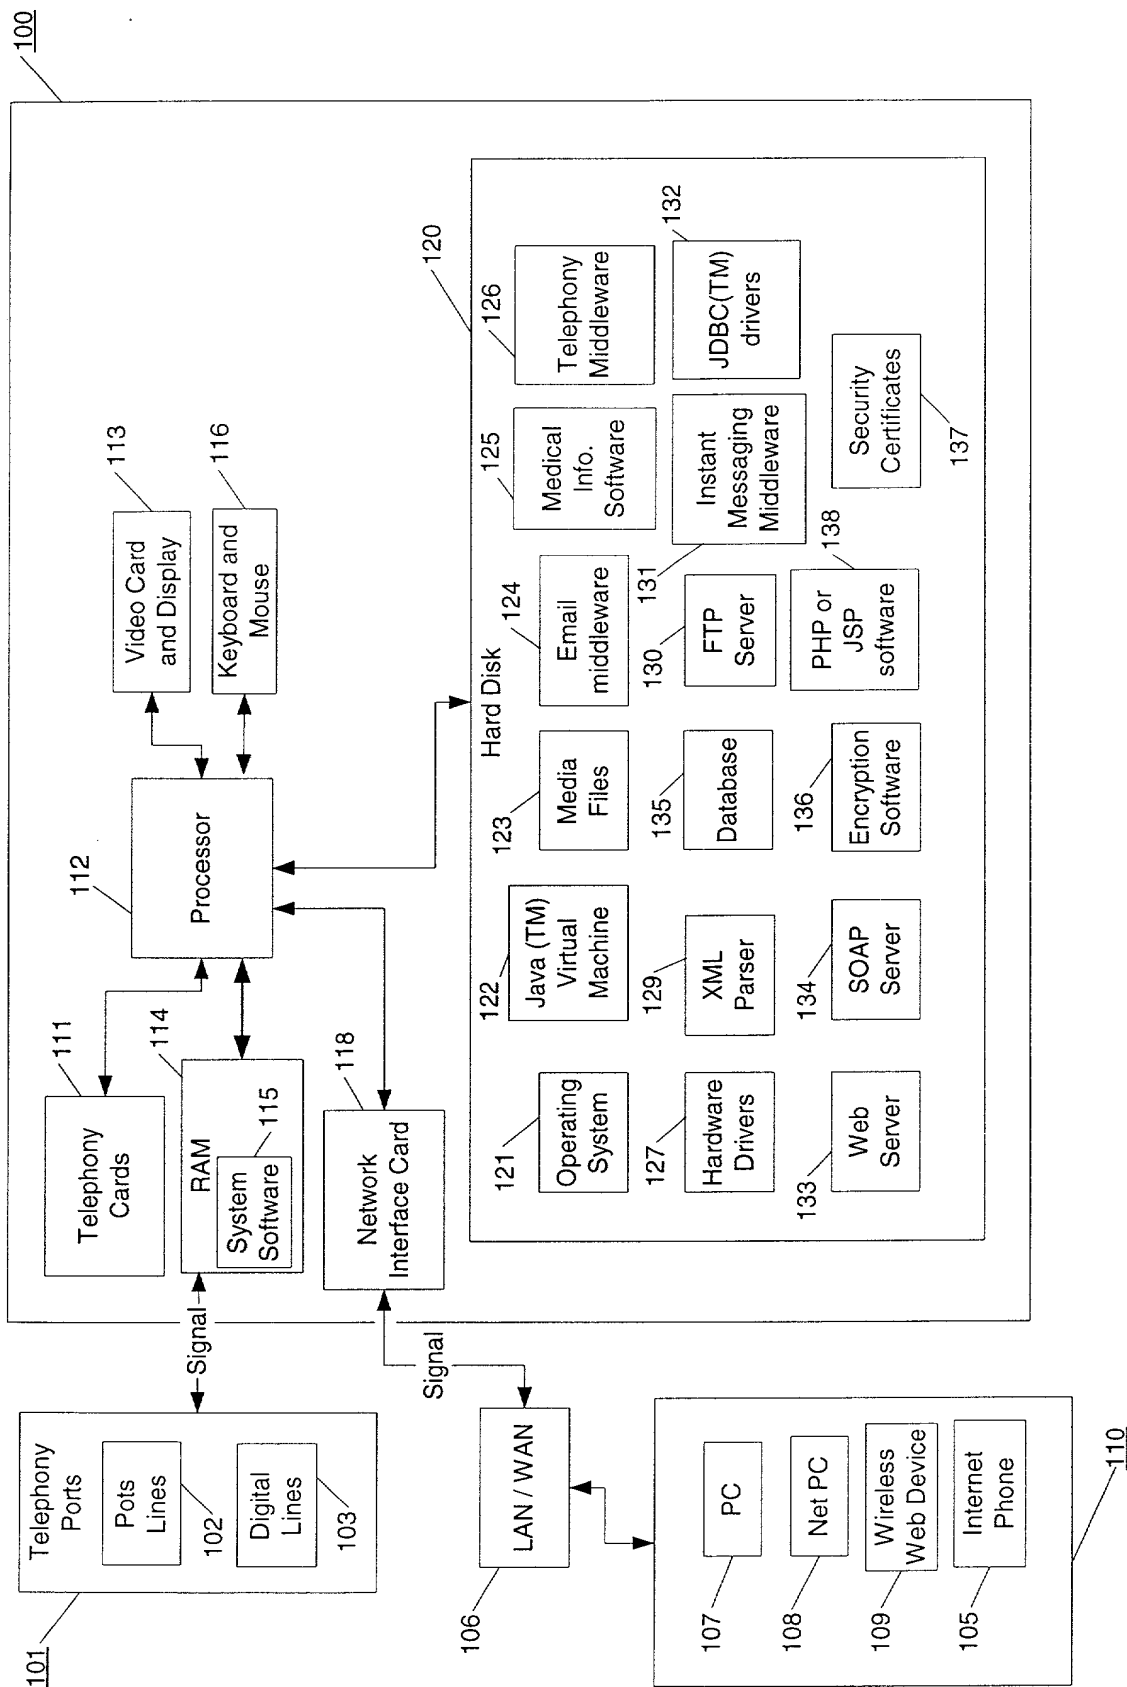 100
101
Telephony
Ports
Pots
Lines
102
Digital
Lines
103
Signal
111
Telephony
Cards
114
RAM
System
Software
115
118
Network
Interface Card
Signal
112
Processor
113
Video Card
and Display
116
Keyboard and
Mouse
106
LAN / WAN
110
107
PC
108
Net PC
109
Wireless
Web Device
105
Internet
Phone
120
Hard Disk
121
Operating
System
122
Java (TM)
Virtual
Machine
123
Media
Files
124
Email
middleware
125
Medical
Info.
Software
126
Telephony
Middleware
127
Hardware
Drivers
129
XML
Parser
135
Database
130
FTP
Server
131
Instant
Messaging
Middleware
132
JDBC(TM)
drivers
133
Web
Server
134
SOAP
Server
136
Encryption
Software
138
PHP or
JSP
software
137
Security
Certificates